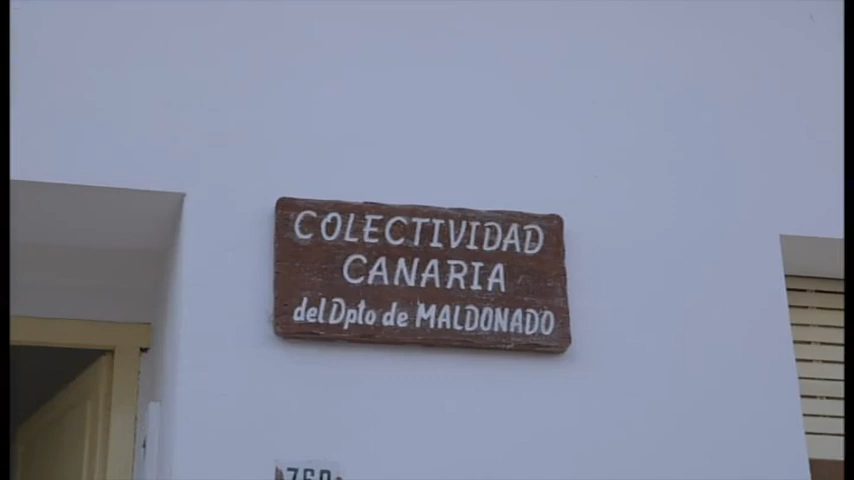 COLECTIVIDAD
CANARIA
del Dpto de MALDONADO